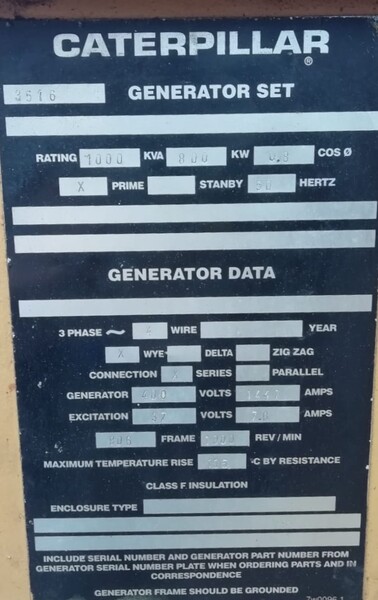 CATERPILLAR
®
3516 GENERATOR SET
RATING 1000 KVA 800 KW 0.8 COS Ø
X PRIME STANBY 50 HERTZ
GENERATOR DATA
3 PHASE ~ 4 WIRE YEAR
X WYE DELTA ZIG ZAG
CONNECTION X SERIES PARALLEL
GENERATOR 400 VOLTS AMPS
EXCITATION VOLTS AMPS
FRAME REV / MIN
MAXIMUM TEMPERATURE RISE °C BY RESISTANCE
CLASS F INSULATION
ENCLOSURE TYPE
INCLUDE SERIAL NUMBER AND GENERATOR PART NUMBER FROM
GENERATOR SERIAL NUMBER PLATE WHEN ORDERING PARTS AND IN
CORRESPONDENCE
GENERATOR FRAME SHOULD BE GROUNDED